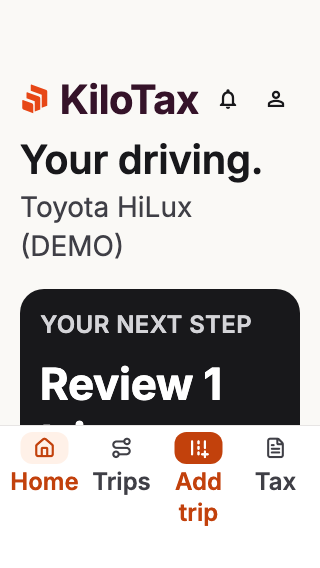 KiloTax
Your driving.
Toyota HiLux
(DEMO)
YOUR NEXT STEP
Review 1
Home
Trips
Add
trip
Tax